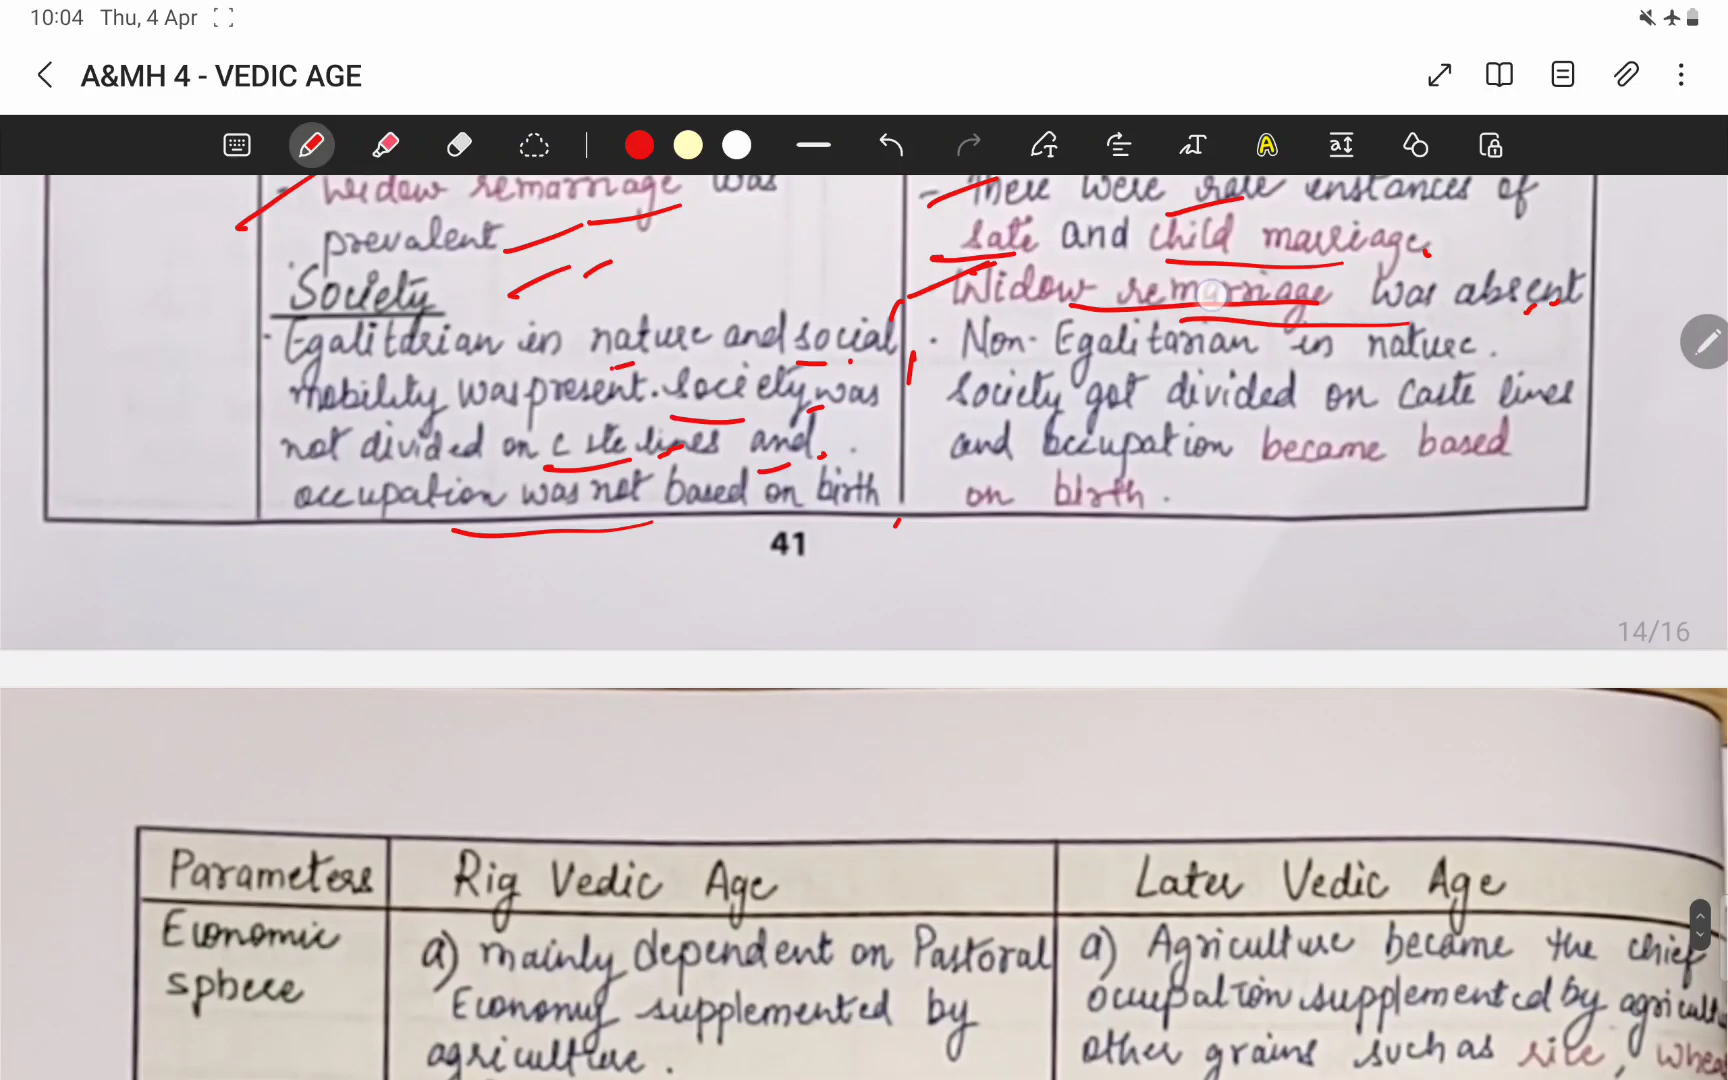 10:04 Thu, 4 Apr
A&MH 4 - VEDIC AGE
- Widow remarriage was
prevalent
Society
· Egalitarian in nature and social
mobility was present. Society was
not divided on c ste lines and
occupation was not based on birth
- There were rare instances of
sate and child marriage.
Widow remarriage was absent
· Non-Egalitarian in nature.
Society got divided on caste lines
and occupation became based
on birth.
41
14/16
Parameters
Rig Vedic Age
Later Vedic Age
Economic
sphere
a) mainly dependent on Pastoral
Economy supplemented by
agriculture.
a) Agriculture became the chief
occupation supplemented by
other grains such as rice,